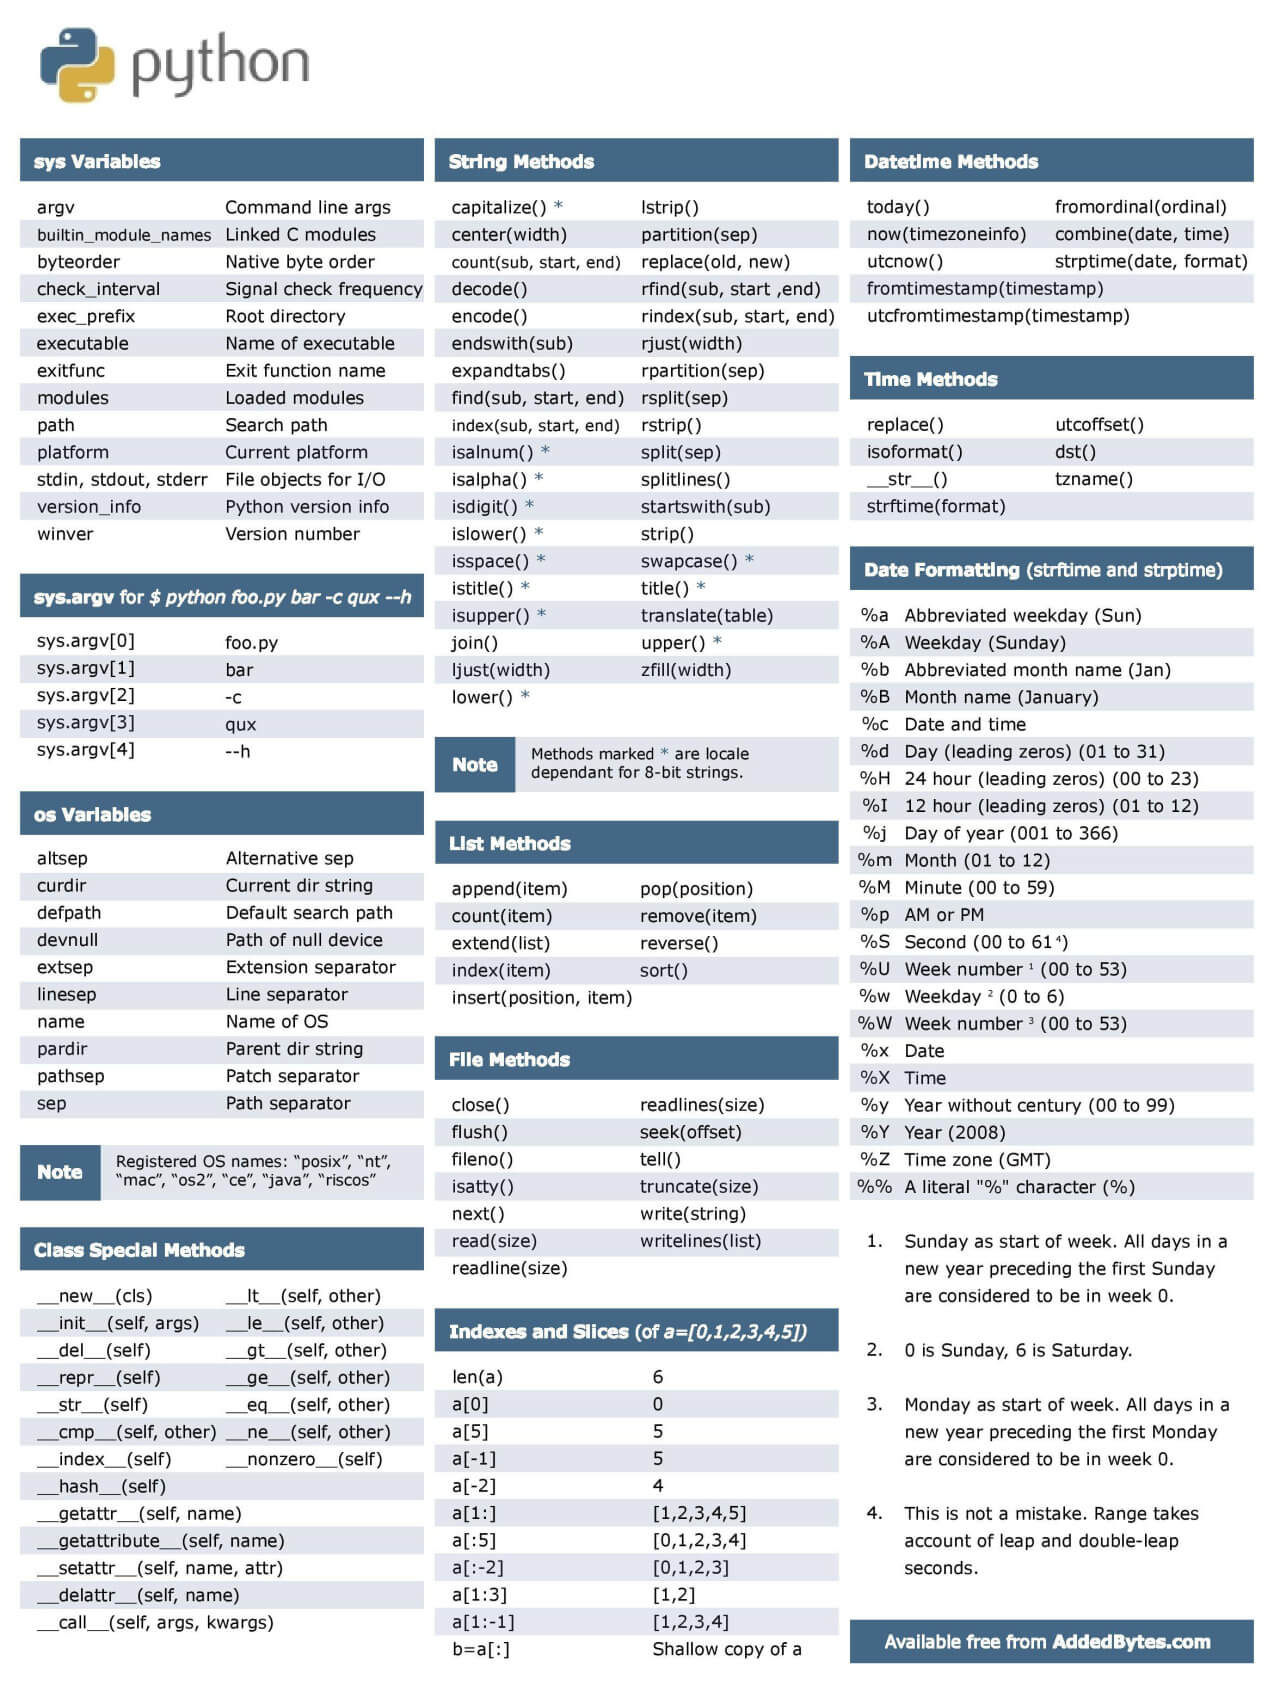 python
sys Variables
argv Command line args
builtin_module_names Linked C modules
byteorder Native byte order
check_interval Signal check frequency
exec_prefix Root directory
executable Name of executable
exitfunc Exit function name
modules Loaded modules
path Search path
platform Current platform
stdin, stdout, stderr File objects for I/O
version_info Python version info
winver Version number
sys.argv for $ python foo.py bar -c qux --h
sys.argv[0] foo.py
sys.argv[1] bar
sys.argv[2] -c
sys.argv[3] qux
sys.argv[4] --h
os Variables
altsep Alternative sep
curdir Current dir string
defpath Default search path
devnull Path of null device
extsep Extension separator
linesep Line separator
name Name of OS
pardir Parent dir string
pathsep Patch separator
sep Path separator
Note
Registered OS names: “posix”, “nt”,
“mac”, “os2”, “ce”, “java”, “riscos”
Class Special Methods
__new__(cls) __lt__(self, other)
__init__(self, args) __le__(self, other)
__del__(self) __gt__(self, other)
__repr__(self) __ge__(self, other)
__str__(self) __eq__(self, other)
__cmp__(self, other) __ne__(self, other)
__index__(self) __nonzero__(self)
__hash__(self)
__getattr__(self, name)
__getattribute__(self, name)
__setattr__(self, name, attr)
__delattr__(self, name)
__call__(self, args, kwargs)
String Methods
capitalize() * lstrip()
center(width) partition(sep)
count(sub, start, end) replace(old, new)
decode() rfind(sub, start ,end)
encode() rindex(sub, start, end)
endswith(sub) rjust(width)
expandtabs() rpartition(sep)
find(sub, start, end) rsplit(sep)
index(sub, start, end) rstrip()
isalnum() * split(sep)
isalpha() * splitlines()
isdigit() * startswith(sub)
islower() * strip()
isspace() * swapcase() *
istitle() * title() *
isupper() * translate(table)
join() upper() *
ljust(width) zfill(width)
lower() *
Note
Methods marked * are locale
dependant for 8-bit strings.
List Methods
append(item) pop(position)
count(item) remove(item)
extend(list) reverse()
index(item) sort()
insert(position, item)
File Methods
close() readlines(size)
flush() seek(offset)
fileno() tell()
isatty() truncate(size)
next() write(string)
read(size) writelines(list)
readline(size)
Indexes and Slices (of a=[0,1,2,3,4,5])
len(a) 6
a[0] 0
a[5] 5
a[-1] 5
a[-2] 4
a[1:] [1,2,3,4,5]
a[:5] [0,1,2,3,4]
a[:-2] [0,1,2,3]
a[1:3] [1,2]
a[1:-1] [1,2,3,4]
b=a[:] Shallow copy of a
Datetime Methods
today() fromordinal(ordinal)
now(timezoneinfo) combine(date, time)
utcnow() strptime(date, format)
fromtimestamp(timestamp)
utcfromtimestamp(timestamp)
Time Methods
replace() utcoffset()
isoformat() dst()
__str__() tzname()
strftime(format)
Date Formatting (strftime and strptime)
%a Abbreviated weekday (Sun)
%A Weekday (Sunday)
%b Abbreviated month name (Jan)
%B Month name (January)
%c Date and time
%d Day (leading zeros) (01 to 31)
%H 24 hour (leading zeros) (00 to 23)
%I 12 hour (leading zeros) (01 to 12)
%j Day of year (001 to 366)
%m Month (01 to 12)
%M Minute (00 to 59)
%p AM or PM
%S Second (00 to 61⁴)
%U Week number ¹ (00 to 53)
%w Weekday ² (0 to 6)
%W Week number ³ (00 to 53)
%x Date
%X Time
%y Year without century (00 to 99)
%Y Year (2008)
%Z Time zone (GMT)
%% A literal "%" character (%)
1. Sunday as start of week. All days in a
new year preceding the first Sunday
are considered to be in week 0.
2. 0 is Sunday, 6 is Saturday.
3. Monday as start of week. All days in a
new year preceding the first Monday
are considered to be in week 0.
4. This is not a mistake. Range takes
account of leap and double-leap
seconds.
Available free from AddedBytes.com